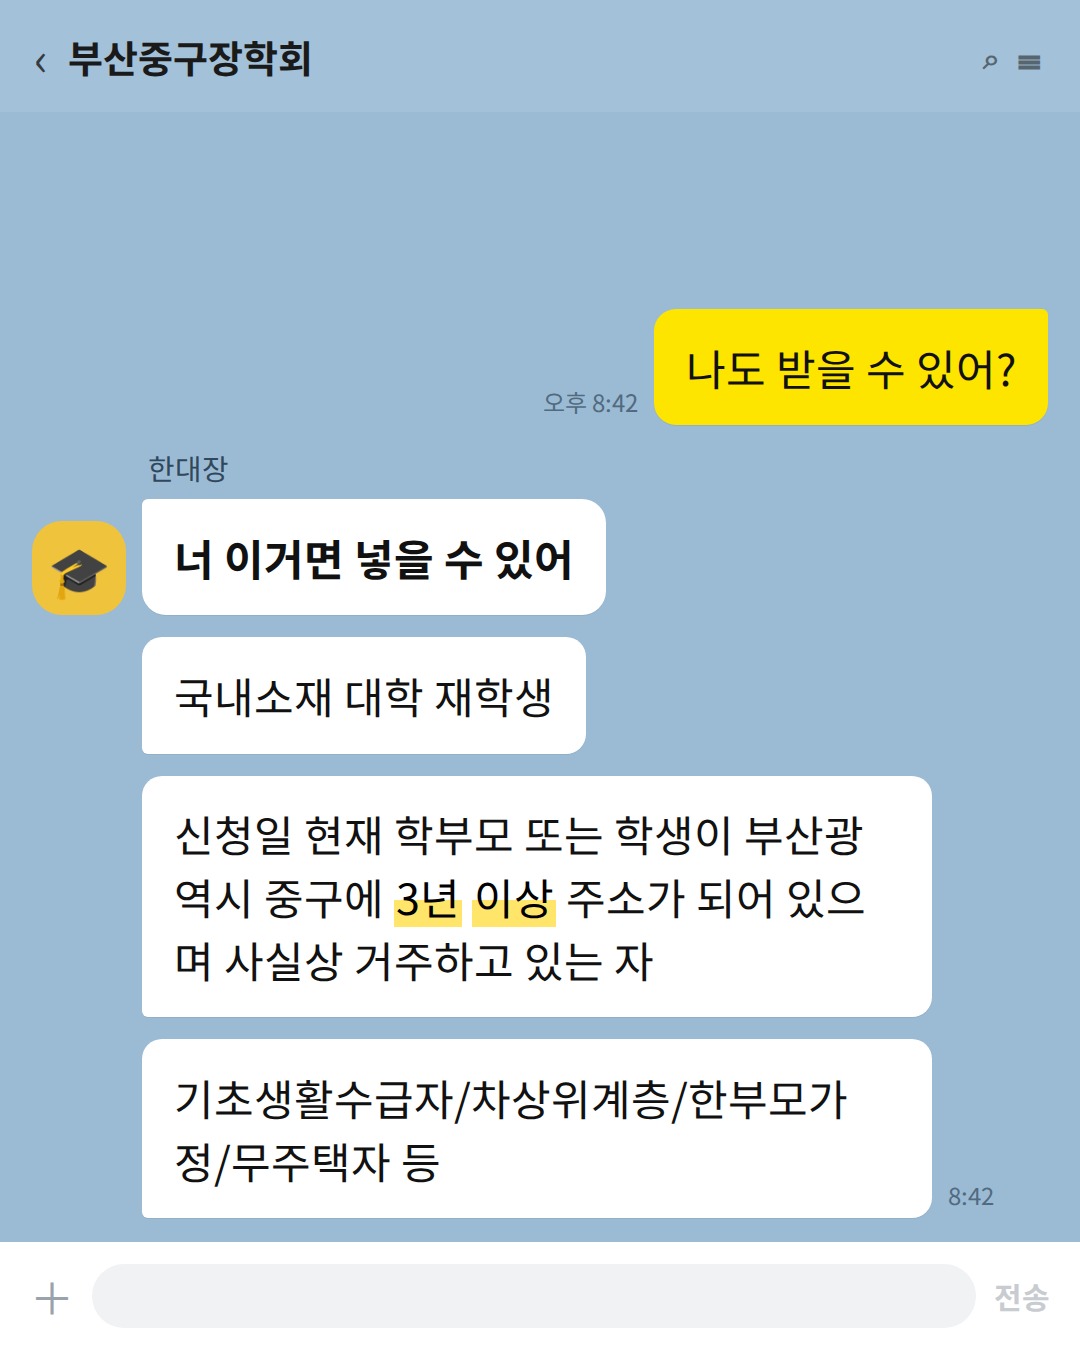 부산중구장학회
나도 받을 수 있어?
오후 8:42
한대장
너 이거면 넣을 수 있어
국내소재 대학 재학생
신청일 현재 학부모 또는 학생이 부산광
역시 중구에 3년 이상 주소가 되어 있으
며 사실상 거주하고 있는 자
기초생활수급자/차상위계층/한부모가
정/무주택자 등
8:42
전송